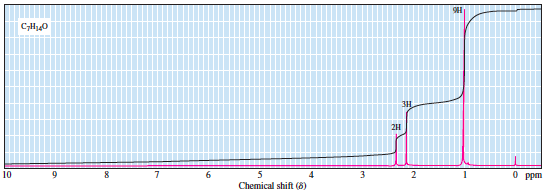 9H
C₇H₁₄O
3H
2H
10 9 8 7 6 5 4 3 2 1 0 ppm
Chemical shift (δ)